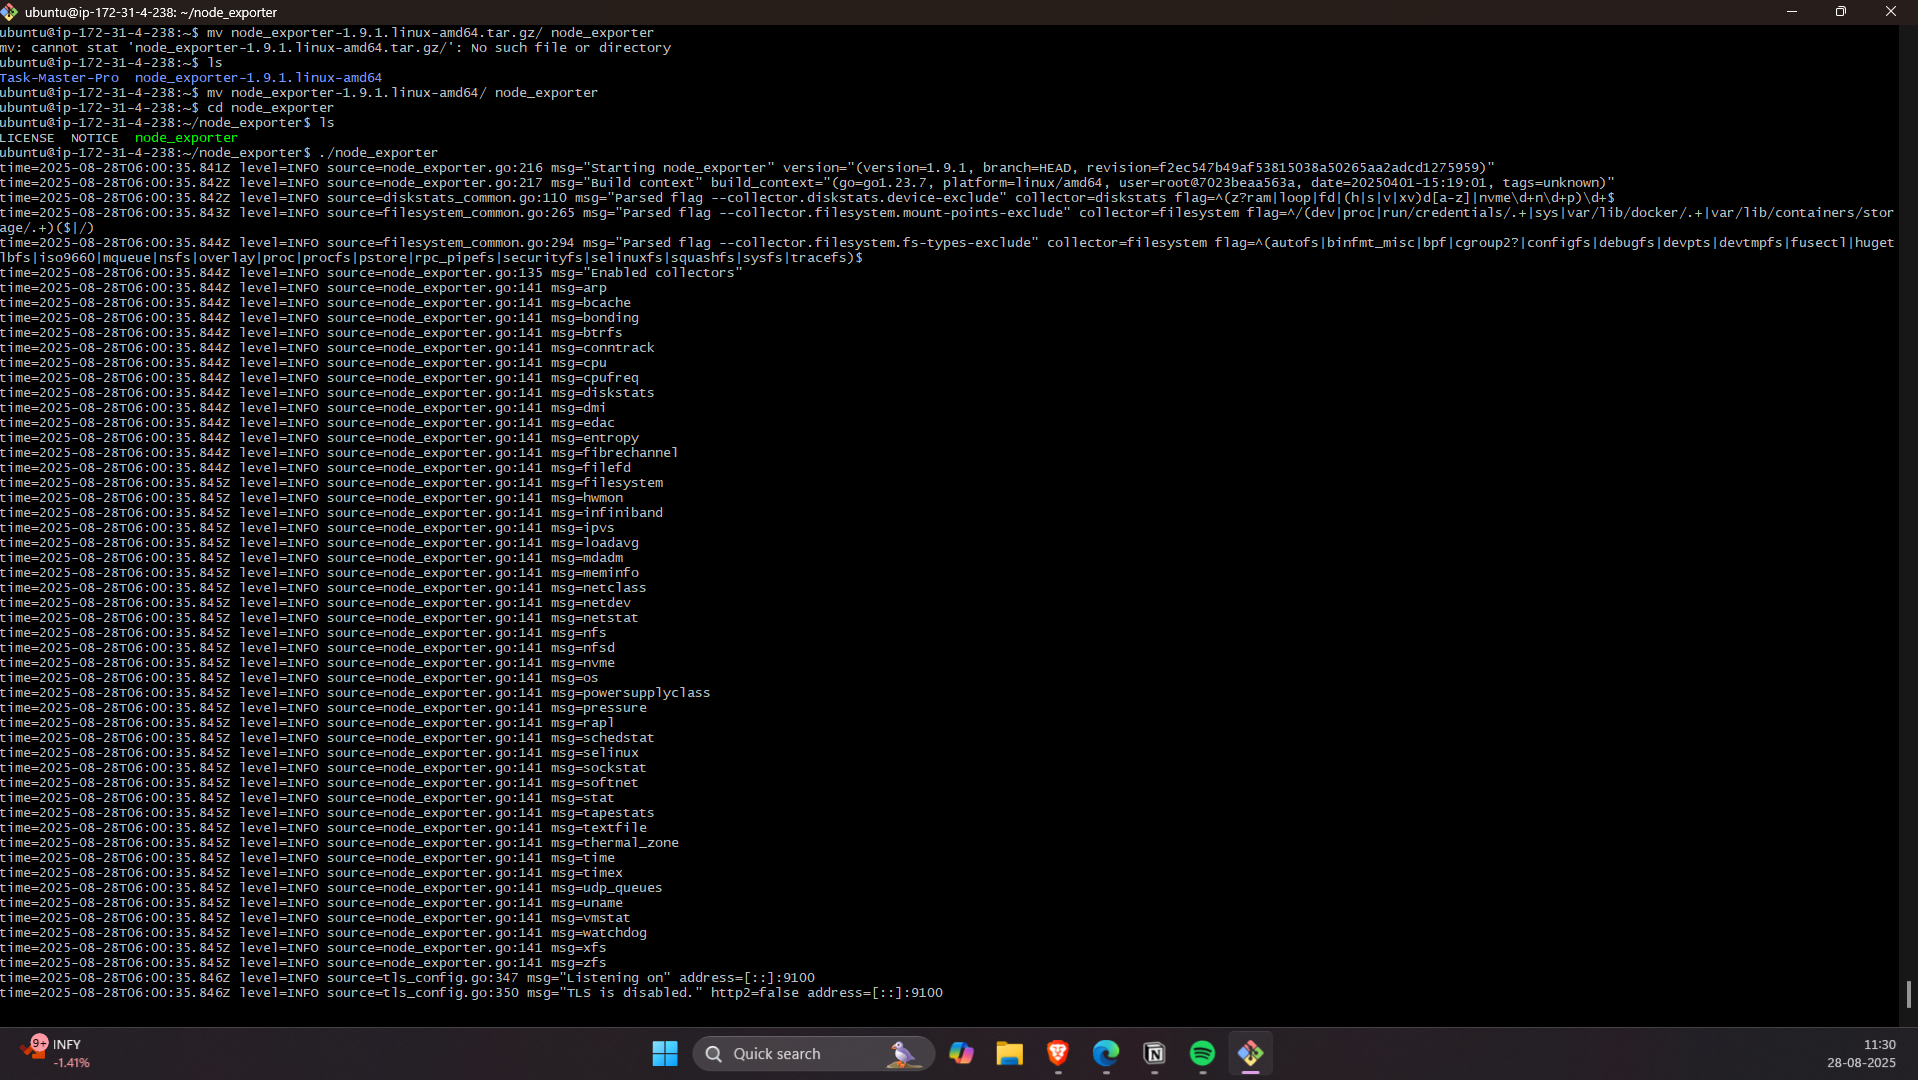 ubuntu@ip-172-31-4-238: ~/node_exporter
ubuntu@ip-172-31-4-238:~$ mv node_exporter-1.9.1.linux-amd64.tar.gz/ node_exporter
mv: cannot stat 'node_exporter-1.9.1.linux-amd64.tar.gz/': No such file or directory
ubuntu@ip-172-31-4-238:~$ ls
Task-Master-Pro  node_exporter-1.9.1.linux-amd64
ubuntu@ip-172-31-4-238:~$ mv node_exporter-1.9.1.linux-amd64/ node_exporter
ubuntu@ip-172-31-4-238:~$ cd node_exporter
ubuntu@ip-172-31-4-238:~/node_exporter$ ls
LICENSE  NOTICE  node_exporter
ubuntu@ip-172-31-4-238:~/node_exporter$ ./node_exporter
time=2025-08-28T06:00:35.841Z level=INFO source=node_exporter.go:216 msg="Starting node_exporter" version="(version=1.9.1, branch=HEAD, revision=f2ec547b49af53815038a50265aa2adcd1275959)"
time=2025-08-28T06:00:35.842Z level=INFO source=node_exporter.go:217 msg="Build context" build_context="(go=go1.23.7, platform=linux/amd64, user=root@7023beaa563a, date=20250401-15:19:01, tags=unknown)"
time=2025-08-28T06:00:35.842Z level=INFO source=diskstats_common.go:110 msg="Parsed flag --collector.diskstats.device-exclude" collector=diskstats flag=^(z?ram|loop|fd|(h|s|v|xv)d[a-z]|nvme\d+n\d+p)\d+$
time=2025-08-28T06:00:35.843Z level=INFO source=filesystem_common.go:265 msg="Parsed flag --collector.filesystem.mount-points-exclude" collector=filesystem flag=^/(dev|proc|run/credentials/.+|sys|var/lib/docker/.+|var/lib/containers/stor
age/.+)($|/)
time=2025-08-28T06:00:35.844Z level=INFO source=filesystem_common.go:294 msg="Parsed flag --collector.filesystem.fs-types-exclude" collector=filesystem flag=^(autofs|binfmt_misc|bpf|cgroup2?|configfs|debugfs|devpts|devtmpfs|fusectl|huget
lbfs|iso9660|mqueue|nsfs|overlay|proc|procfs|pstore|rpc_pipefs|securityfs|selinuxfs|squashfs|sysfs|tracefs)$
time=2025-08-28T06:00:35.844Z level=INFO source=node_exporter.go:135 msg="Enabled collectors"
time=2025-08-28T06:00:35.844Z level=INFO source=node_exporter.go:141 msg=arp
time=2025-08-28T06:00:35.844Z level=INFO source=node_exporter.go:141 msg=bcache
time=2025-08-28T06:00:35.844Z level=INFO source=node_exporter.go:141 msg=bonding
time=2025-08-28T06:00:35.844Z level=INFO source=node_exporter.go:141 msg=btrfs
time=2025-08-28T06:00:35.844Z level=INFO source=node_exporter.go:141 msg=conntrack
time=2025-08-28T06:00:35.844Z level=INFO source=node_exporter.go:141 msg=cpu
time=2025-08-28T06:00:35.844Z level=INFO source=node_exporter.go:141 msg=cpufreq
time=2025-08-28T06:00:35.844Z level=INFO source=node_exporter.go:141 msg=diskstats
time=2025-08-28T06:00:35.844Z level=INFO source=node_exporter.go:141 msg=dmi
time=2025-08-28T06:00:35.844Z level=INFO source=node_exporter.go:141 msg=edac
time=2025-08-28T06:00:35.844Z level=INFO source=node_exporter.go:141 msg=entropy
time=2025-08-28T06:00:35.844Z level=INFO source=node_exporter.go:141 msg=fibrechannel
time=2025-08-28T06:00:35.844Z level=INFO source=node_exporter.go:141 msg=filefd
time=2025-08-28T06:00:35.845Z level=INFO source=node_exporter.go:141 msg=filesystem
time=2025-08-28T06:00:35.845Z level=INFO source=node_exporter.go:141 msg=hwmon
time=2025-08-28T06:00:35.845Z level=INFO source=node_exporter.go:141 msg=infiniband
time=2025-08-28T06:00:35.845Z level=INFO source=node_exporter.go:141 msg=ipvs
time=2025-08-28T06:00:35.845Z level=INFO source=node_exporter.go:141 msg=loadavg
time=2025-08-28T06:00:35.845Z level=INFO source=node_exporter.go:141 msg=mdadm
time=2025-08-28T06:00:35.845Z level=INFO source=node_exporter.go:141 msg=meminfo
time=2025-08-28T06:00:35.845Z level=INFO source=node_exporter.go:141 msg=netclass
time=2025-08-28T06:00:35.845Z level=INFO source=node_exporter.go:141 msg=netdev
time=2025-08-28T06:00:35.845Z level=INFO source=node_exporter.go:141 msg=netstat
time=2025-08-28T06:00:35.845Z level=INFO source=node_exporter.go:141 msg=nfs
time=2025-08-28T06:00:35.845Z level=INFO source=node_exporter.go:141 msg=nfsd
time=2025-08-28T06:00:35.845Z level=INFO source=node_exporter.go:141 msg=nvme
time=2025-08-28T06:00:35.845Z level=INFO source=node_exporter.go:141 msg=os
time=2025-08-28T06:00:35.845Z level=INFO source=node_exporter.go:141 msg=powersupplyclass
time=2025-08-28T06:00:35.845Z level=INFO source=node_exporter.go:141 msg=pressure
time=2025-08-28T06:00:35.845Z level=INFO source=node_exporter.go:141 msg=rapl
time=2025-08-28T06:00:35.845Z level=INFO source=node_exporter.go:141 msg=schedstat
time=2025-08-28T06:00:35.845Z level=INFO source=node_exporter.go:141 msg=selinux
time=2025-08-28T06:00:35.845Z level=INFO source=node_exporter.go:141 msg=sockstat
time=2025-08-28T06:00:35.845Z level=INFO source=node_exporter.go:141 msg=softnet
time=2025-08-28T06:00:35.845Z level=INFO source=node_exporter.go:141 msg=stat
time=2025-08-28T06:00:35.845Z level=INFO source=node_exporter.go:141 msg=tapestats
time=2025-08-28T06:00:35.845Z level=INFO source=node_exporter.go:141 msg=textfile
time=2025-08-28T06:00:35.845Z level=INFO source=node_exporter.go:141 msg=thermal_zone
time=2025-08-28T06:00:35.845Z level=INFO source=node_exporter.go:141 msg=time
time=2025-08-28T06:00:35.845Z level=INFO source=node_exporter.go:141 msg=timex
time=2025-08-28T06:00:35.845Z level=INFO source=node_exporter.go:141 msg=udp_queues
time=2025-08-28T06:00:35.845Z level=INFO source=node_exporter.go:141 msg=uname
time=2025-08-28T06:00:35.845Z level=INFO source=node_exporter.go:141 msg=vmstat
time=2025-08-28T06:00:35.845Z level=INFO source=node_exporter.go:141 msg=watchdog
time=2025-08-28T06:00:35.845Z level=INFO source=node_exporter.go:141 msg=xfs
time=2025-08-28T06:00:35.845Z level=INFO source=node_exporter.go:141 msg=zfs
time=2025-08-28T06:00:35.846Z level=INFO source=tls_config.go:347 msg="Listening on" address=[::]:9100
time=2025-08-28T06:00:35.846Z level=INFO source=tls_config.go:350 msg="TLS is disabled." http2=false address=[::]:9100
9+
INFY
-1.41%
Quick search
11:30
28-08-2025